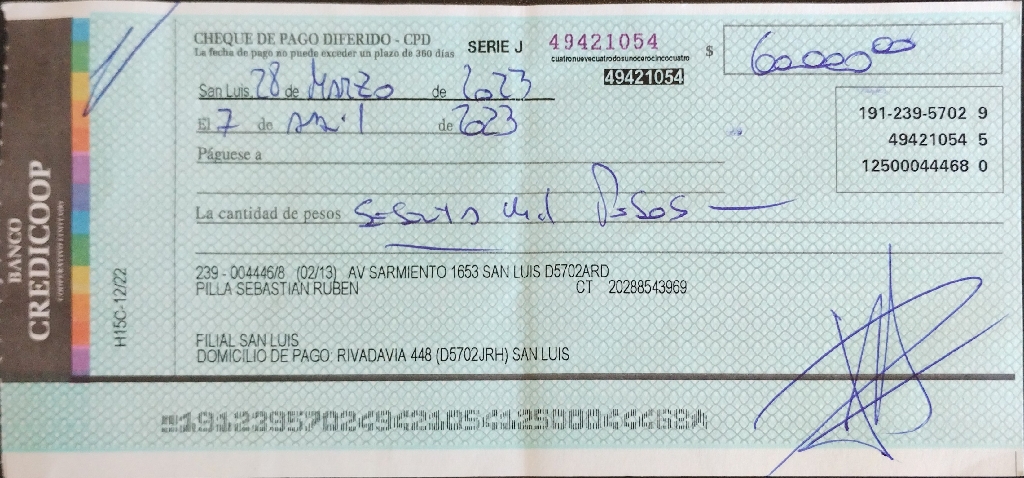 BANCO
CREDICOOP
COOPERATIVO LIMITADO
H15C-12/22
CHEQUE DE PAGO DIFERIDO - CPD
La fecha de pago no puede exceder un plazo de 360 días
SERIE J
49421054
cuatronuevecuatrodosunocerocincocuatro
49421054
$ 60.000 00
San Luis, 28 de Marzo de 2023
El 7 de Abril de 2023
191-239-5702 9
49421054 5
12500044468 0
Páguese a
La cantidad de pesos Sesenta mil Pesos —
239 - 004446/8 (02/13) AV SARMIENTO 1653 SAN LUIS D5702ARD
PILLA SEBASTIAN RUBEN CT 20288543969
FILIAL SAN LUIS
DOMICILIO DE PAGO: RIVADAVIA 448 (D5702JRH) SAN LUIS